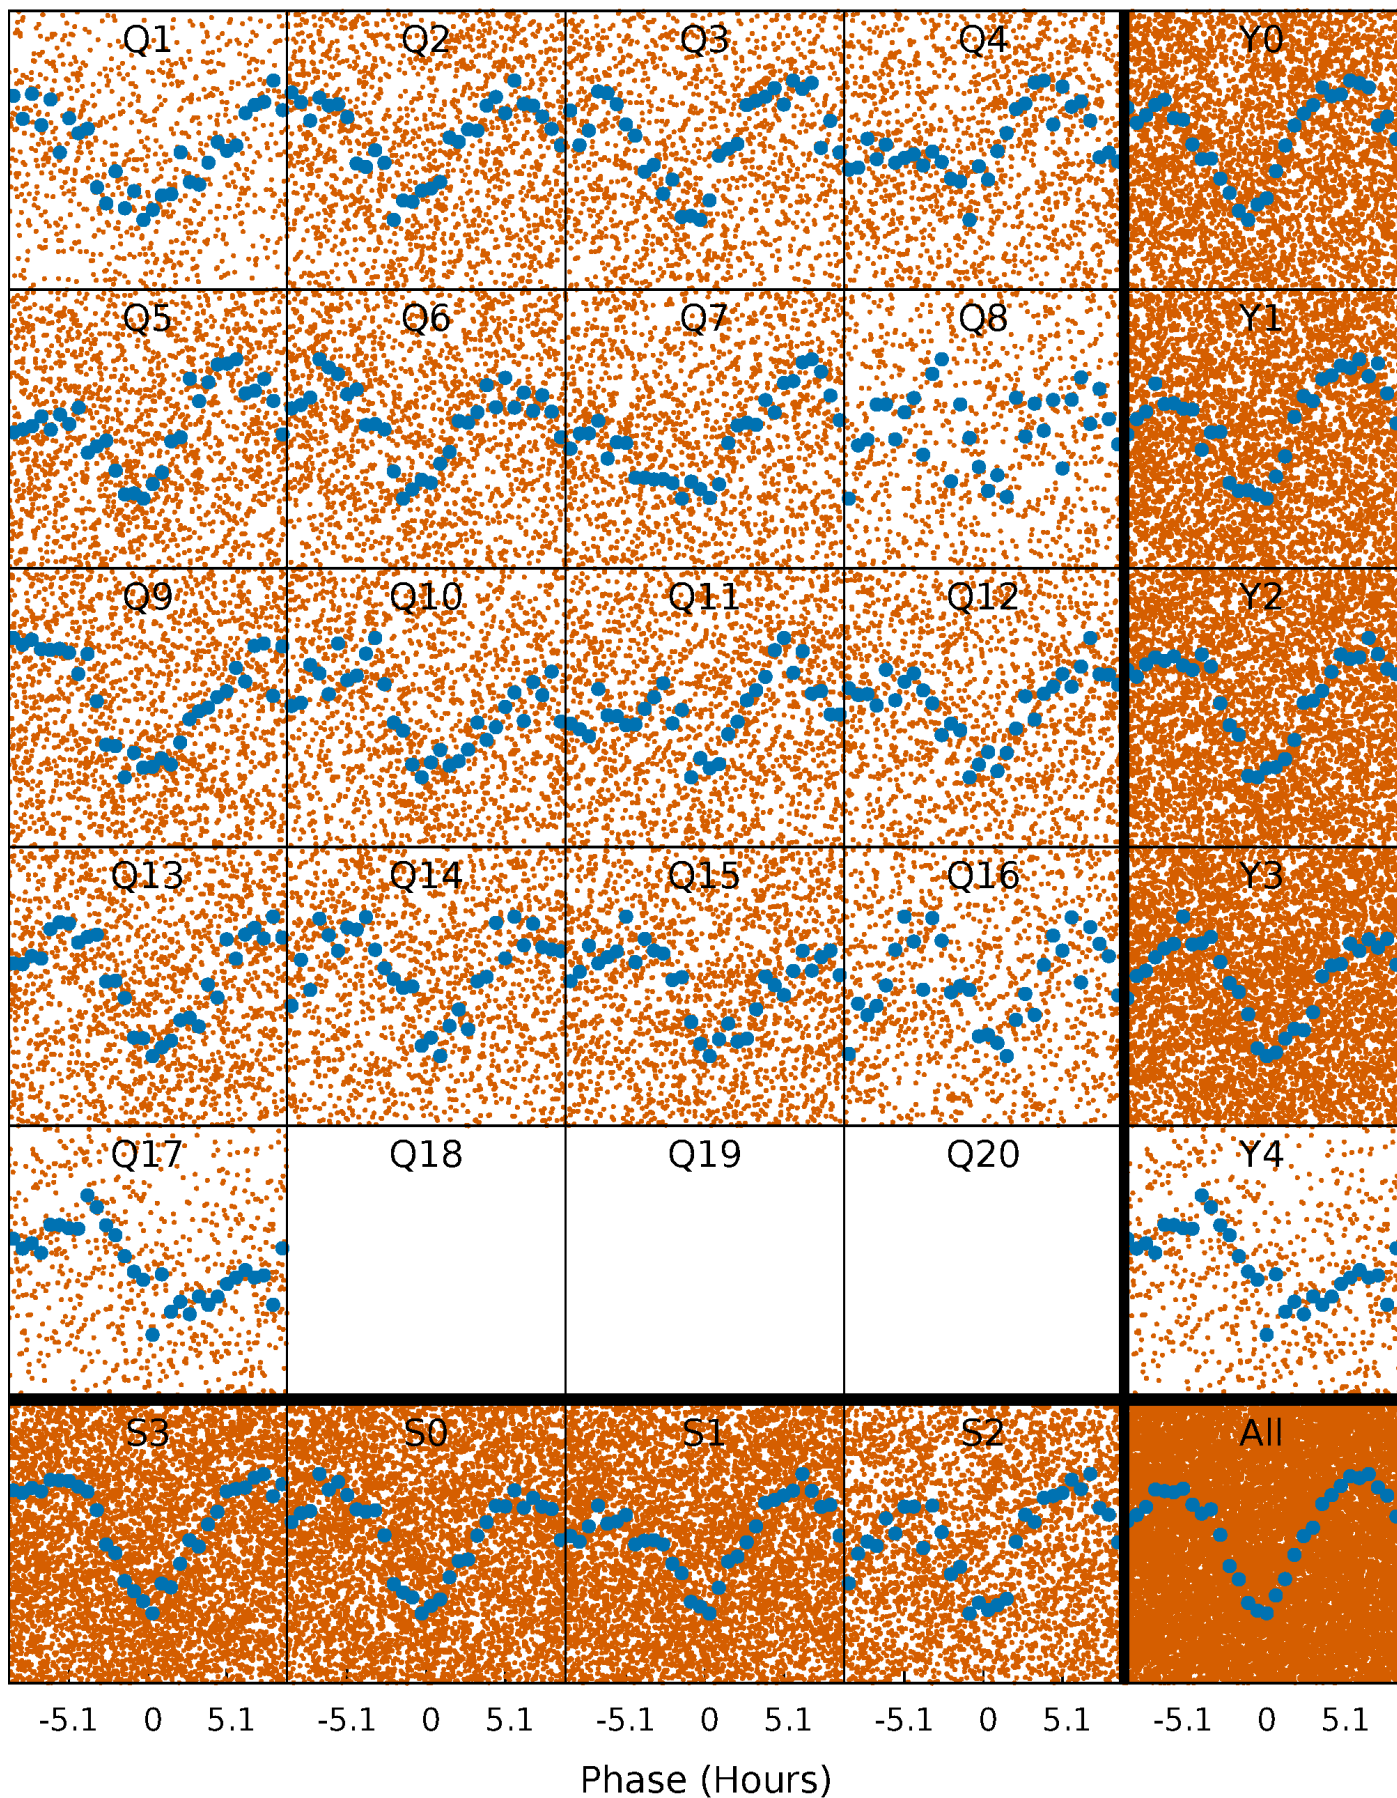 Q1 Q2 Q3 Q4 Y0
Q5 Q6 Q7 Q8 Y1
Q9 Q10 Q11 Q12 Y2
Q13 Q14 Q15 Q16 Y3
Q17 Q18 Q19 Q20 Y4
S3 S0 S1 S2 All
-5.1 0 5.1 -5.1 0 5.1 -5.1 0 5.1 -5.1 0 5.1 -5.1 0 5.1
Phase (Hours)